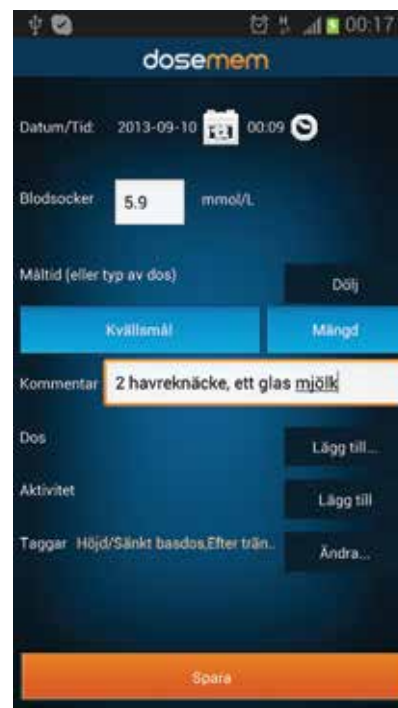 00:17
dosemem
Datum/Tid: 2013-09-10 00:09
Blodsocker 5.9 mmol/L
Måltid (eller typ av dos) Dölj
Kvällsmål Mängd
Kommentar 2 havreknäcke, ett glas mjölk
Dos Lägg till...
Aktivitet Lägg till
Taggar Höjd/Sänkt basdos,Efter trän.. Ändra...
Spara